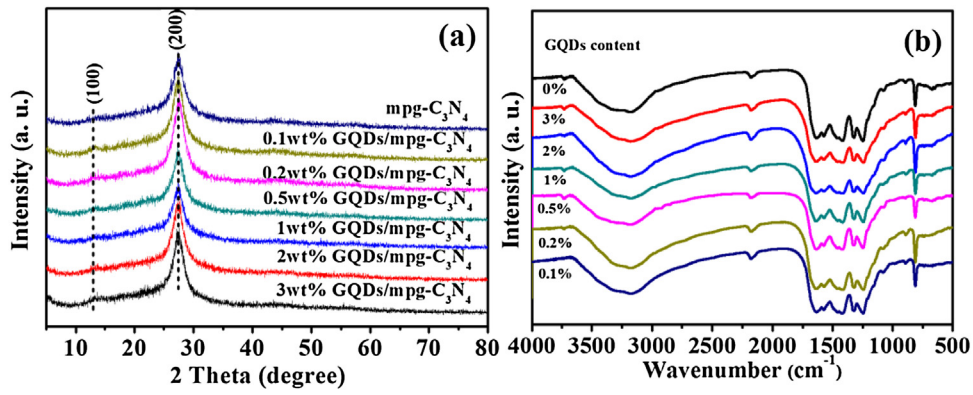 (a)
(100)
(200)
mpg-C₃N₄
0.1wt% GQDs/mpg-C₃N₄
0.2wt% GQDs/mpg-C₃N₄
0.5wt% GQDs/mpg-C₃N₄
1wt% GQDs/mpg-C₃N₄
2wt% GQDs/mpg-C₃N₄
3wt% GQDs/mpg-C₃N₄
Intensity (a. u.)
10 20 30 40 50 60 70 80
2 Theta (degree)
(b)
GQDs content
0%
3%
2%
1%
0.5%
0.2%
0.1%
Intensity (a. u.)
4000 3500 3000 2500 2000 1500 1000 500
Wavenumber (cm⁻¹)